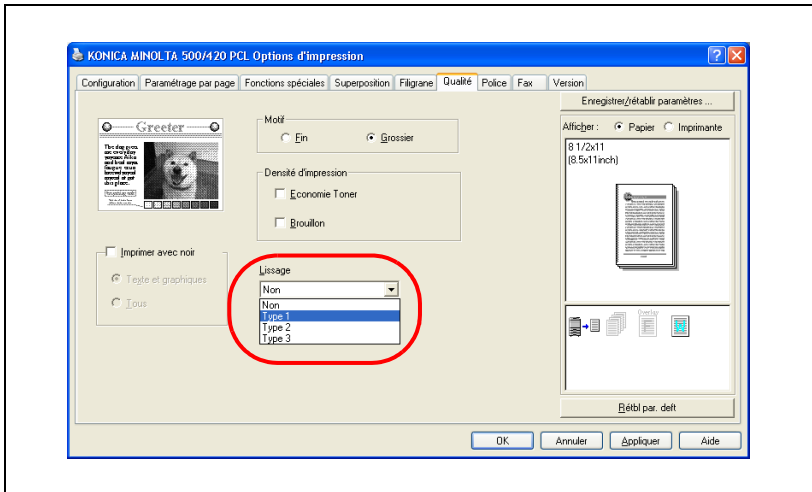 KONICA MINOLTA 500/420 PCL Options d'impression
Configuration Paramétrage par page Fonctions spéciales Superposition Filigrane Qualité Police Fax Version
Greeter
Motif
Fin Grossier
Densité d'impression
Economie Toner
Brouillon
Imprimer avec noir
Texte et graphiques
Tous
Lissage
Non
Non
Type 1
Type 2
Type 3
Enregistrer/rétablir paramètres ...
Afficher : Papier Imprimante
8 1/2x11
(8.5x11inch)
Overlay
Rétbl par. deft
OK Annuler Appliquer Aide